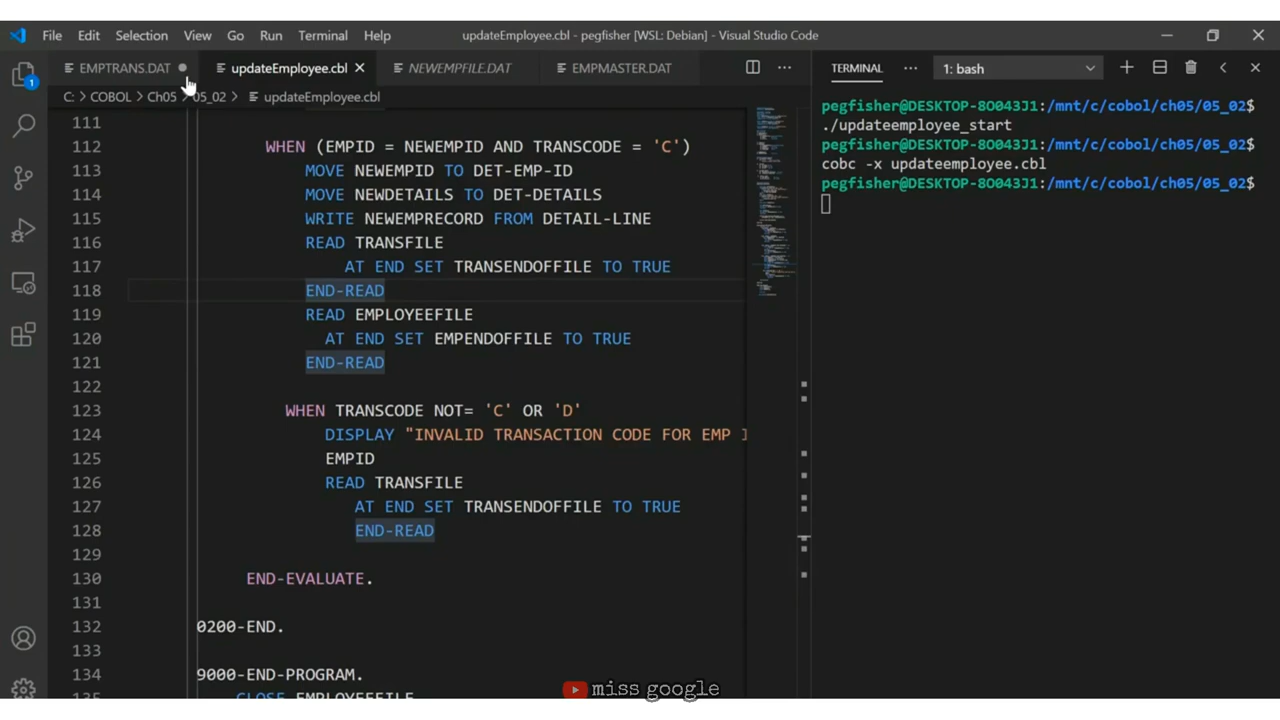 File Edit Selection View Go Run Terminal Help updateEmployee.cbl - pegfisher [WSL: Debian] - Visual Studio Code
EMPTRANS.DAT updateEmployee.cbl NEWEMPFILE.DAT EMPMASTER.DAT
C: > COBOL > Ch05 > 05_02 > updateEmployee.cbl
111
112 WHEN (EMPID = NEWEMPID AND TRANSCODE = 'C')
113 MOVE NEWEMPID TO DET-EMP-ID
114 MOVE NEWDETAILS TO DET-DETAILS
115 WRITE NEWEMPRECORD FROM DETAIL-LINE
116 READ TRANSFILE
117 AT END SET TRANSENDOFFILE TO TRUE
118 END-READ
119 READ EMPLOYEEFILE
120 AT END SET EMPENDOFFILE TO TRUE
121 END-READ
122
123 WHEN TRANSCODE NOT= 'C' OR 'D'
124 DISPLAY "INVALID TRANSACTION CODE FOR EMP
125 EMPID
126 READ TRANSFILE
127 AT END SET TRANSENDOFFILE TO TRUE
128 END-READ
129
130 END-EVALUATE.
131
132 0200-END.
133
134 9000-END-PROGRAM.
135 CLOSE EMPLOYEEFILE
1
TERMINAL 1: bash
pegfisher@DESKTOP-8O043J1:/mnt/c/cobol/ch05/05_02$
./updateemployee_start
pegfisher@DESKTOP-8O043J1:/mnt/c/cobol/ch05/05_02$
cobc -x updateemployee.cbl
pegfisher@DESKTOP-8O043J1:/mnt/c/cobol/ch05/05_02$
miss google